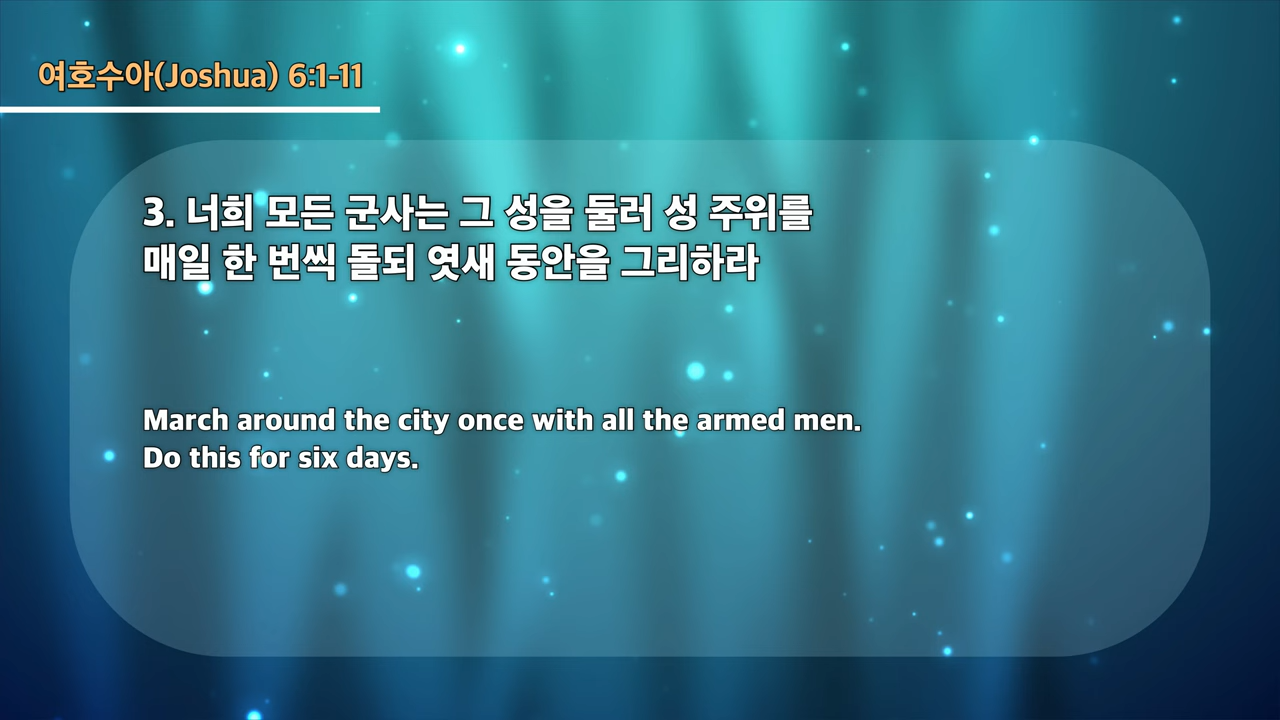 여호수아(Joshua) 6:1-11
3. 너희 모든 군사는 그 성을 둘러 성 주위를
매일 한 번씩 돌되 엿새 동안을 그리하라
March around the city once with all the armed men.
Do this for six days.